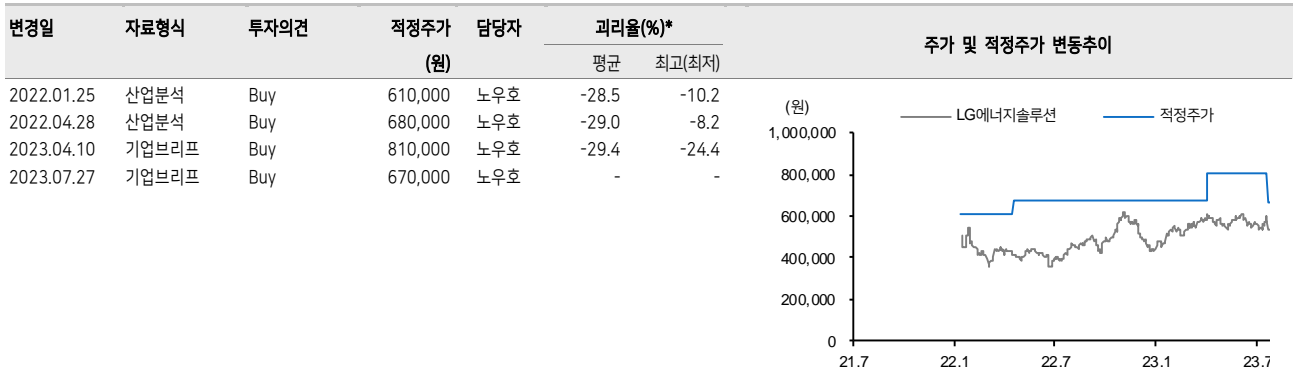 변경일 자료형식 투자의견 적정주가 담당자 괴리율(%)* 주가 및 적정주가 변동추이
(원) 평균 최고(최저)
2022.01.25 산업분석 Buy 610,000 노우호 -28.5 -10.2
2022.04.28 산업분석 Buy 680,000 노우호 -29.0 -8.2
2023.04.10 기업브리프 Buy 810,000 노우호 -29.4 -24.4
2023.07.27 기업브리프 Buy 670,000 노우호 - -
(원) LG에너지솔루션 적정주가
1,000,000
800,000
600,000
400,000
200,000
0
21.7 22.1 22.7 23.1 23.7